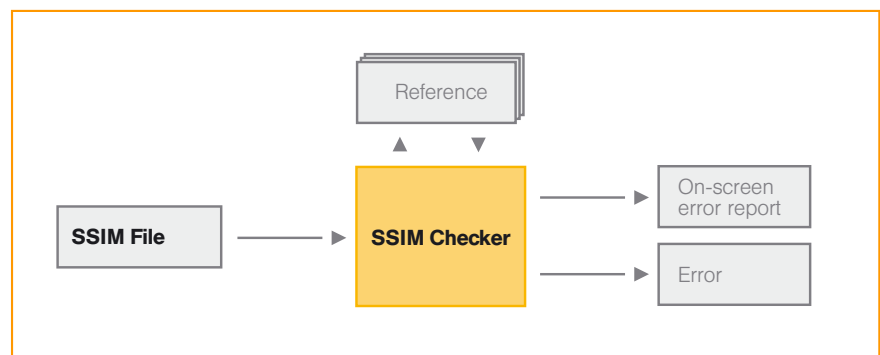 Reference
SSIM File
SSIM Checker
On-screen
error report
Error